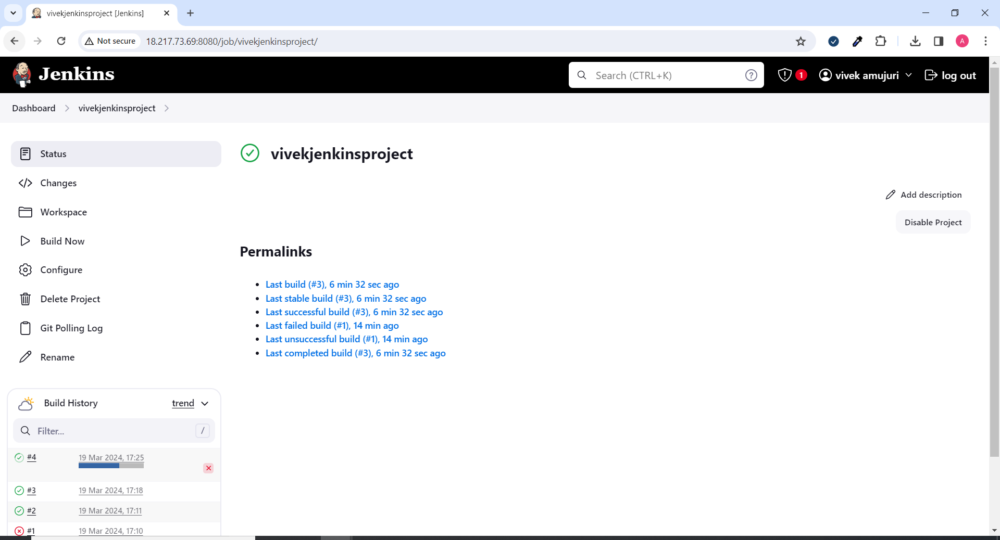 vivekjenkinsproject [Jenkins]
Not secure
18.217.73.69:8080/job/vivekjenkinsproject/
A
Jenkins
Search (CTRL+K)
?
1
vivek amujuri
log out
Dashboard
vivekjenkinsproject
Status
Changes
Workspace
Build Now
Configure
Delete Project
Git Polling Log
Rename
vivekjenkinsproject
Add description
Disable Project
Permalinks
Last build (#3), 6 min 32 sec ago
Last stable build (#3), 6 min 32 sec ago
Last successful build (#3), 6 min 32 sec ago
Last failed build (#1), 14 min ago
Last unsuccessful build (#1), 14 min ago
Last completed build (#3), 6 min 32 sec ago
Build History
trend
Filter...
/
#4
19 Mar 2024, 17:25
#3
19 Mar 2024, 17:18
#2
19 Mar 2024, 17:11
#1
19 Mar 2024, 17:10